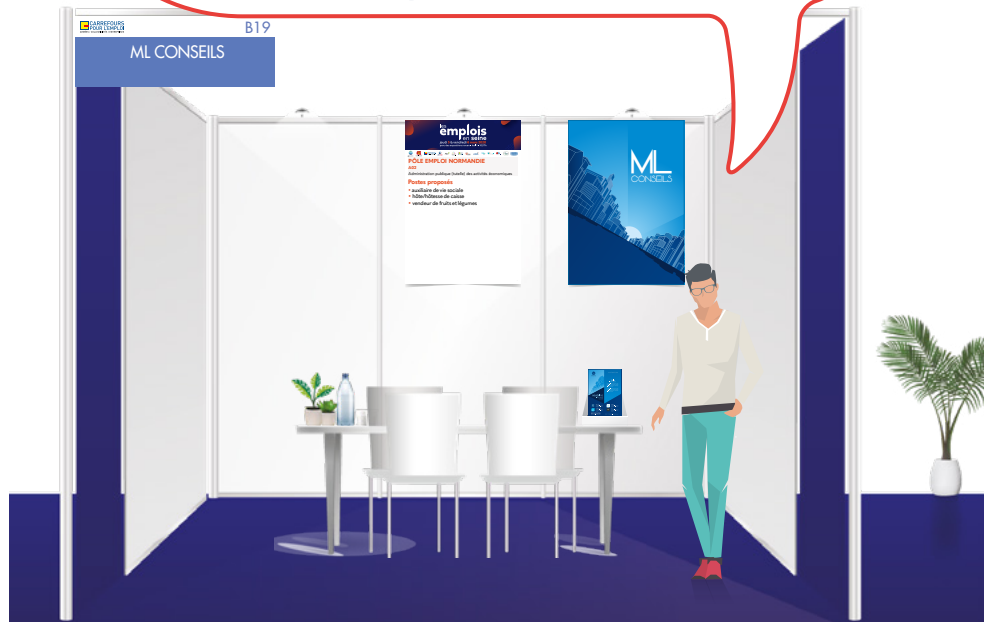 CARREFOURS
POUR L'EMPLOI
B19
ML CONSEILS
les
emplois
en seine
PÔLE EMPLOI NORMANDIE
Administration publique (tutelle) des activités économiques
Postes proposés
• auxiliaire de vie sociale
• hôte/hôtesse de caisse
• vendeur de fruits et légumes
ML
CONSEILS